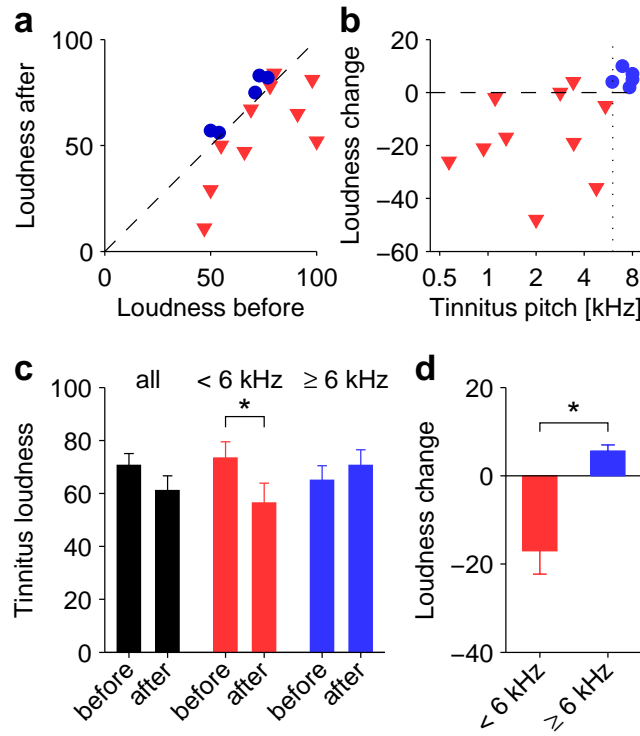 a
Loudness after
100
50
0
0
50
100
Loudness before
b
Loudness change
20
0
−20
−40
−60
0.5
1
2
4
8
Tinnitus pitch [kHz]
c
Tinnitus loudness
100
80
60
40
20
0
all
< 6 kHz
≥ 6 kHz
*
before
after
before
after
before
after
d
Loudness change
20
0
−20
−40
*
< 6 kHz
≥ 6 kHz